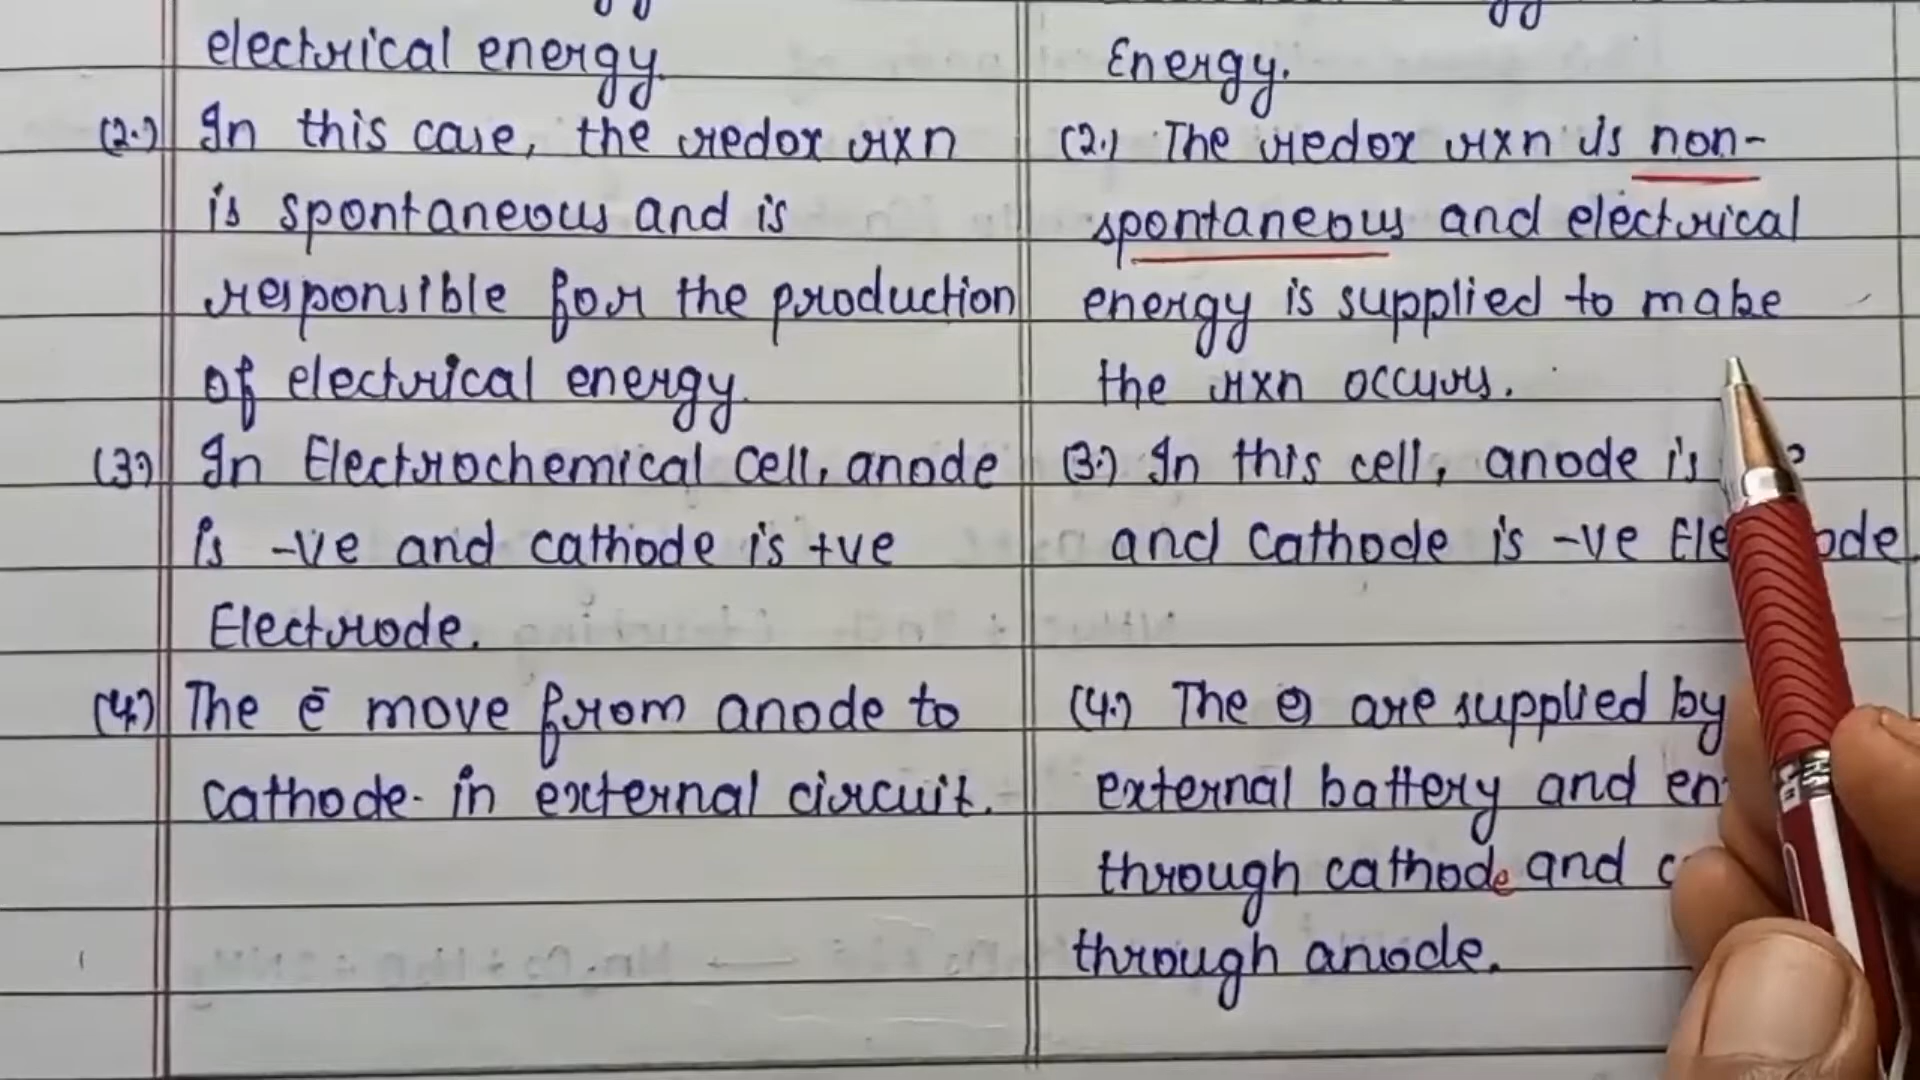 electrical energy.
(2.) In this case, the redox rxn
is spontaneous and is
responsible for the production
of electrical energy.
(3.) In Electrochemical cell, anode
is -ve and cathode is +ve
Electrode.
(4.) The ē move from anode to
cathode. in external circuit.
Energy.
(2.) The redox rxn is non-
spontaneous and electrical
energy is supplied to make
the rxn occurs.
(3.) In this cell, anode is
and Cathode is -ve
(4.) The are supplied by
external battery and
through cathode and
through anode.